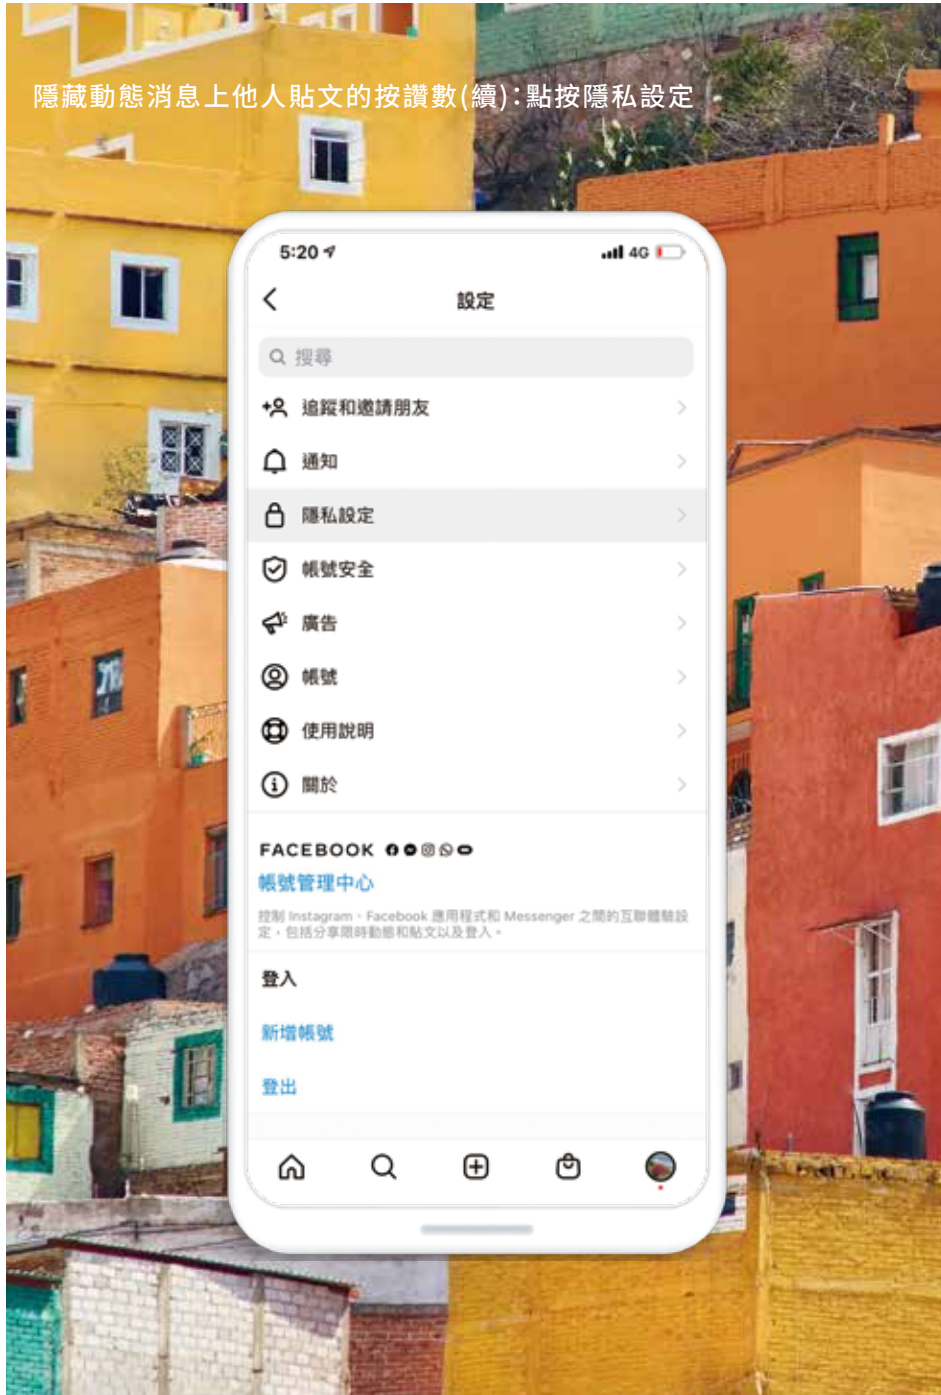 隱藏動態消息上他人貼文的按讚數(續)：點按隱私設定
5:20
4G
設定
搜尋
追蹤和邀請朋友
通知
隱私設定
帳號安全
廣告
帳號
使用說明
關於
FACEBOOK
帳號管理中心
控制 Instagram、Facebook 應用程式和 Messenger 之間的互聯體驗設
定，包括分享限時動態和貼文以及登入。
登入
新增帳號
登出